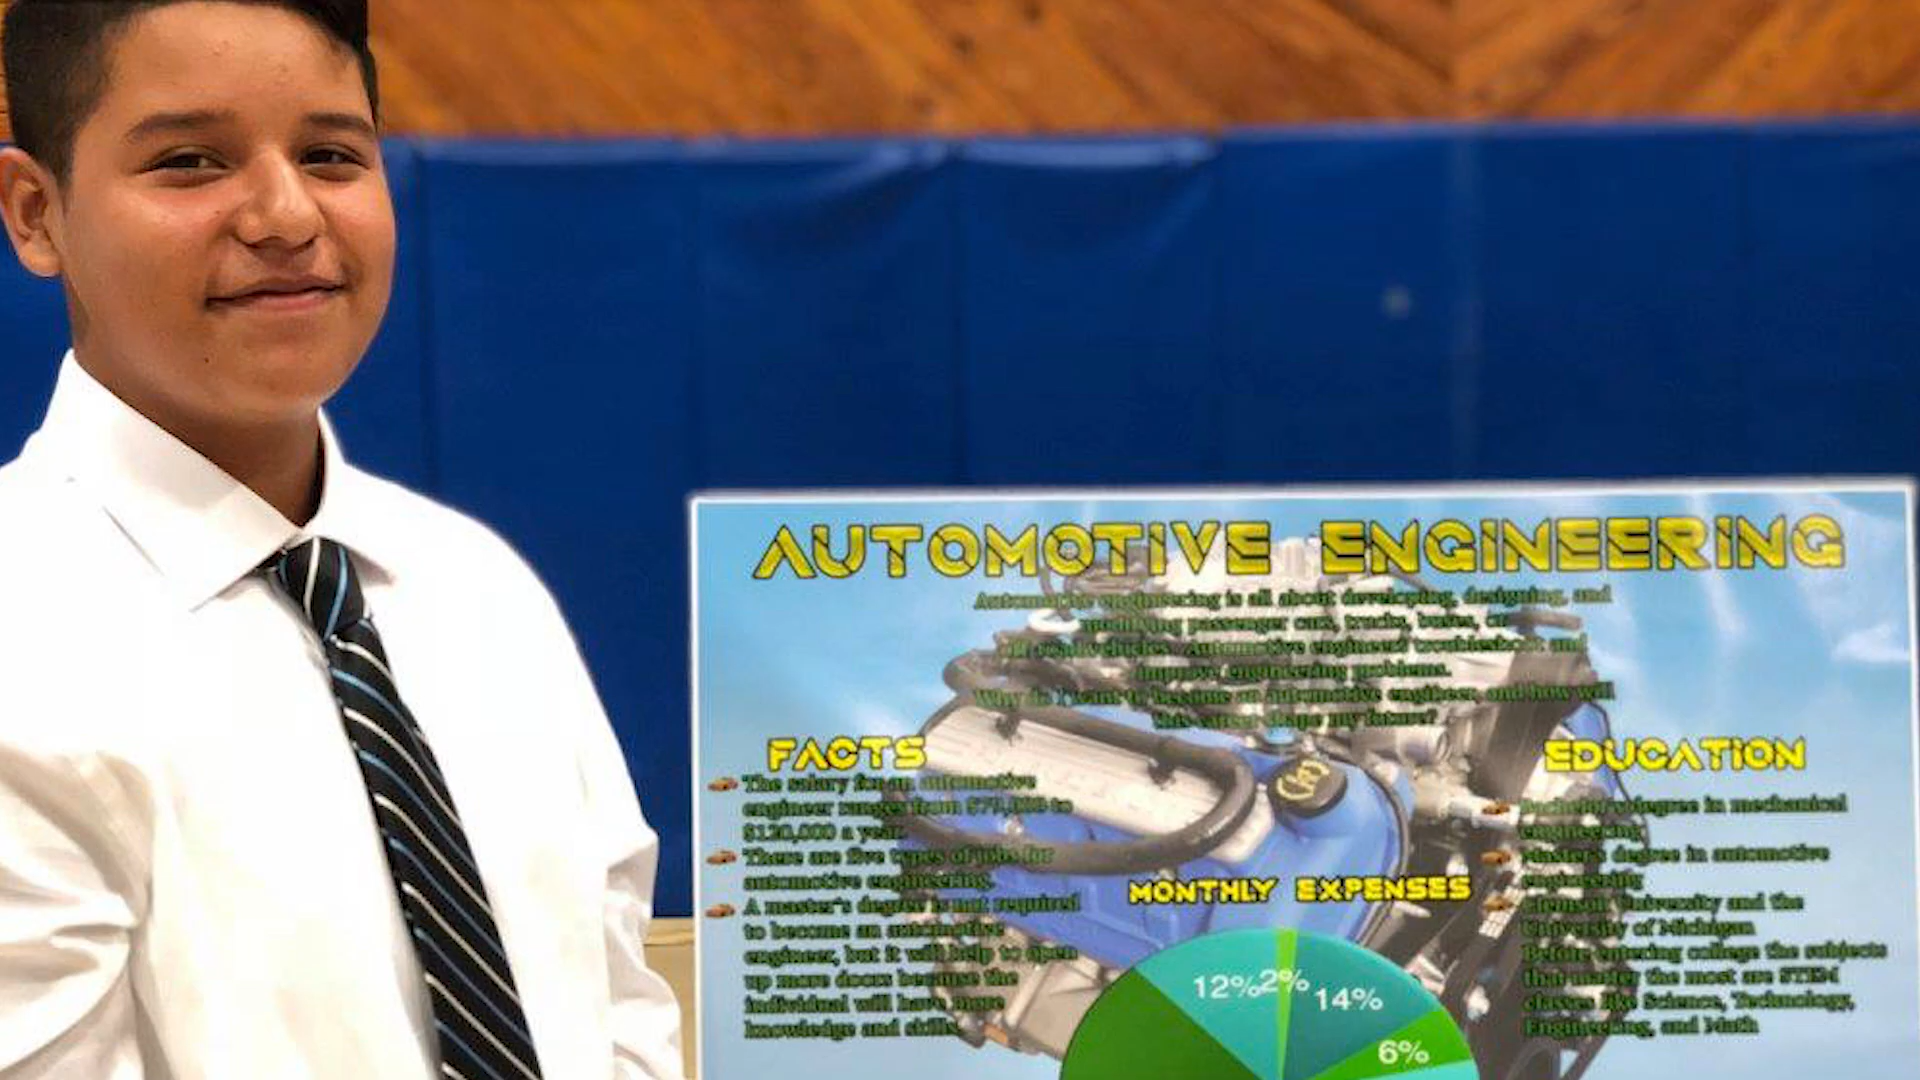 AUTOMOTIVE ENGINEERING
Automotive engineering is all about developing, designing, and
modifying passenger cars, trucks, buses, or
off-road vehicles. Automotive engineers troubleshoot and
improve engineering problems.
Why do I want to become an automotive engineer, and how will
this career shape my future?
FACTS
The salary for an automotive
engineer ranges from to
$120,000 a year
There are five types of jobs for
automotive engineering.
A master's degree is not required
to become an automotive
engineer, but it will help to open
up more doors because the
individual will have more
knowledge and skills.
MONTHLY EXPENSES
12% 2% 14%
6%
EDUCATION
Bachelor's degree in mechanical
engineering
Master's degree in automotive
engineering
Clemson University and the
University of Michigan
Before entering college the subjects
that matter the most are STEM
classes like Science, Technology,
Engineering, and Math